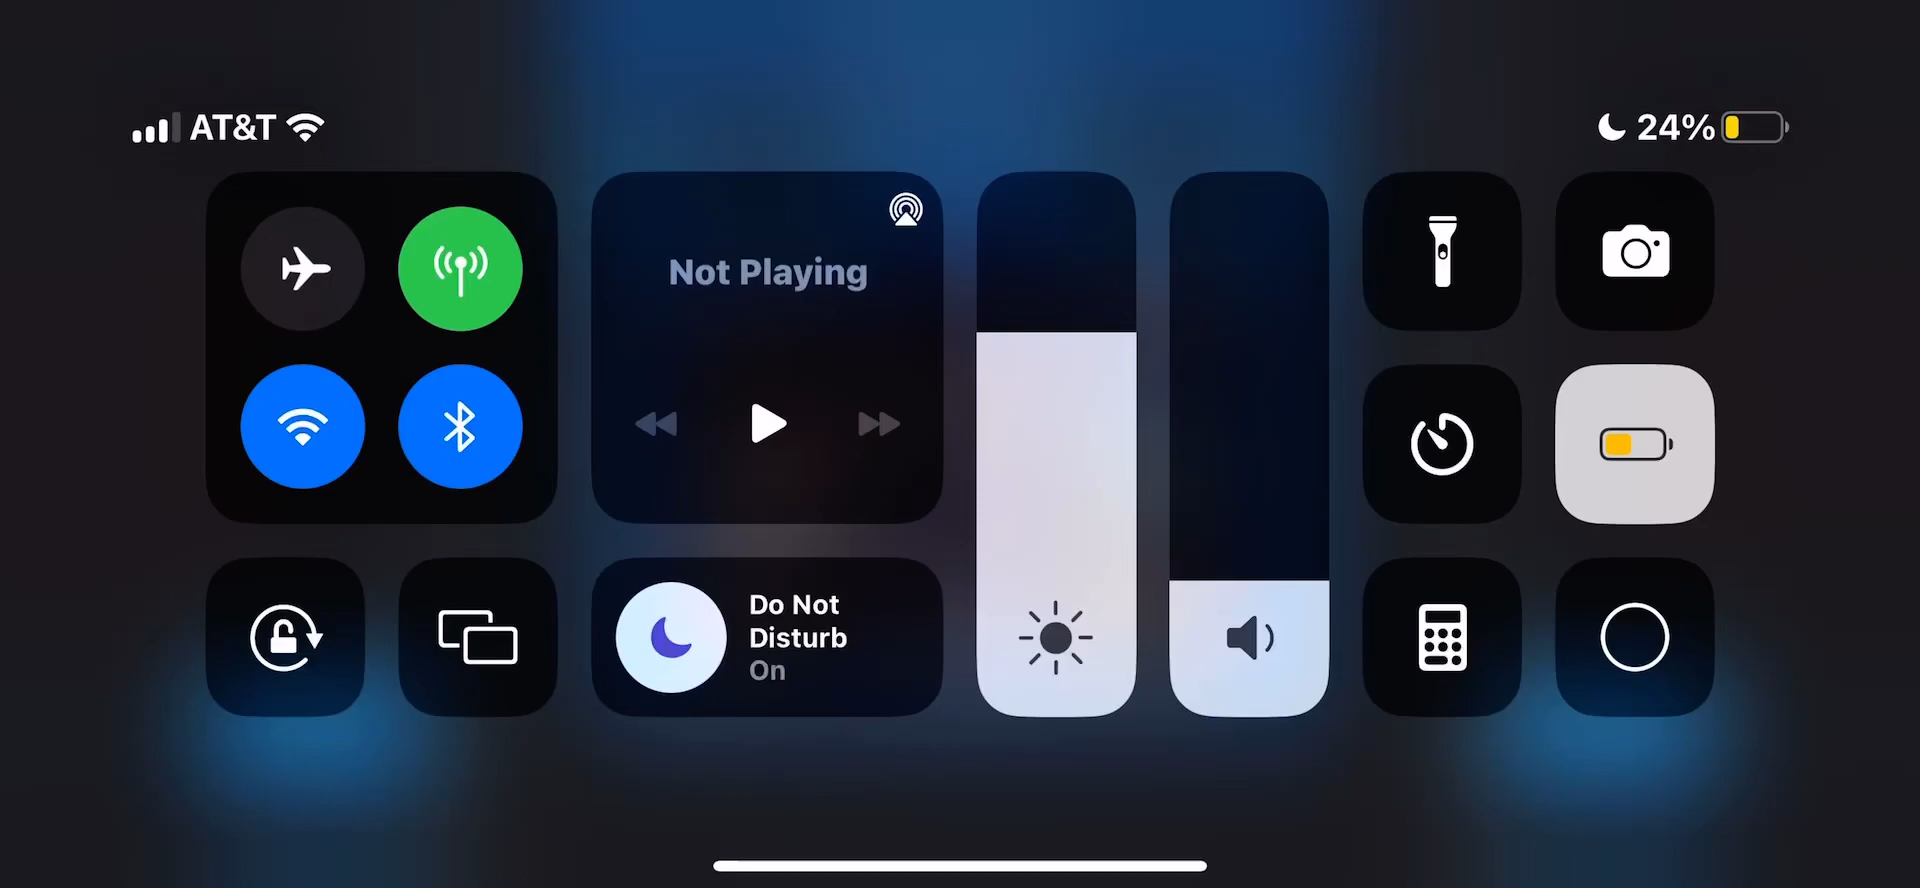 AT&T
24%
Not Playing
Do Not
Disturb
On